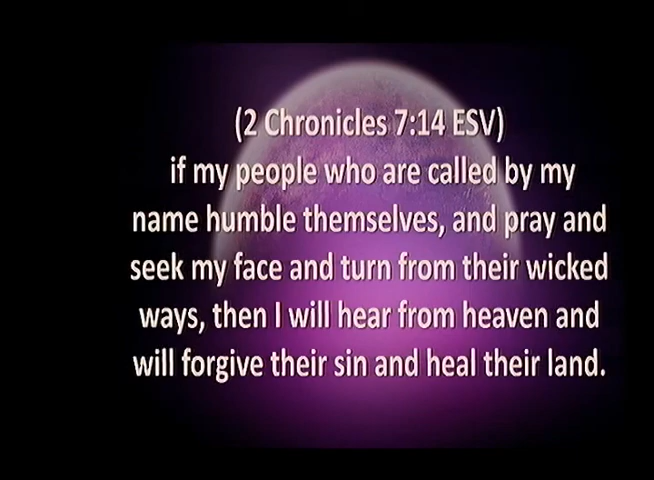 (2 Chronicles 7:14 ESV)
if my people who are called by my
name humble themselves, and pray and
seek my face and turn from their wicked
ways, then I will hear from heaven and
will forgive their sin and heal their land.